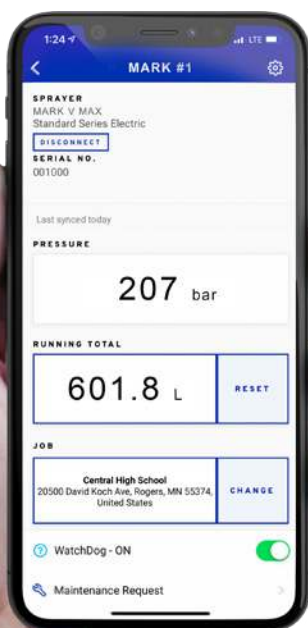 1:24
LTE
MARK #1
SPRAYER
MARK V MAX
Standard Series Electric
DISCONNECT
SERIAL NO.
001000
Last synced today
PRESSURE
207 bar
RUNNING TOTAL
601.8 L
RESET
JOB
Central High School
20500 David Koch Ave, Rogers, MN 55374,
United States
CHANGE
WatchDog - ON
Maintenance Request